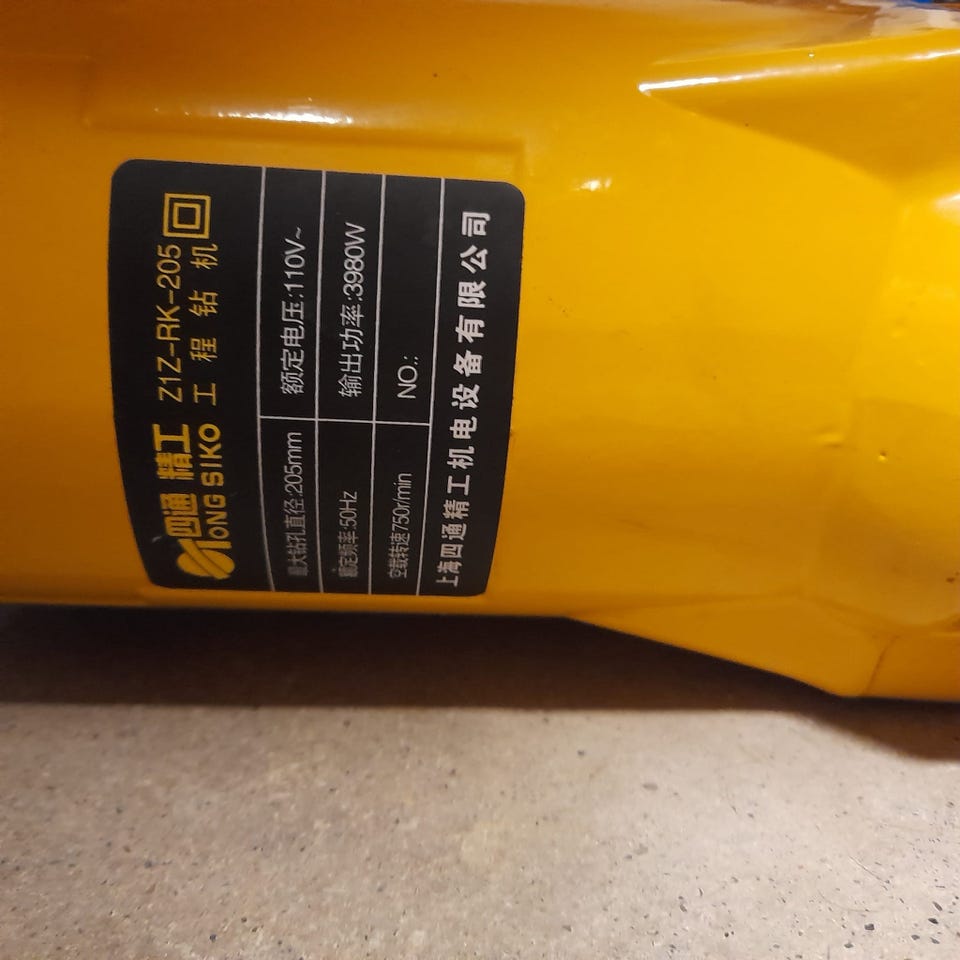 四通 精工 Z1Z-RK-205
TONGSIKO 工程钻机
最大钻孔直径:205mm 额定电压:110V~
额定频率:50Hz 输出功率:3980W
空载转速750r/min NO.:
上海四通精工机电设备有限公司